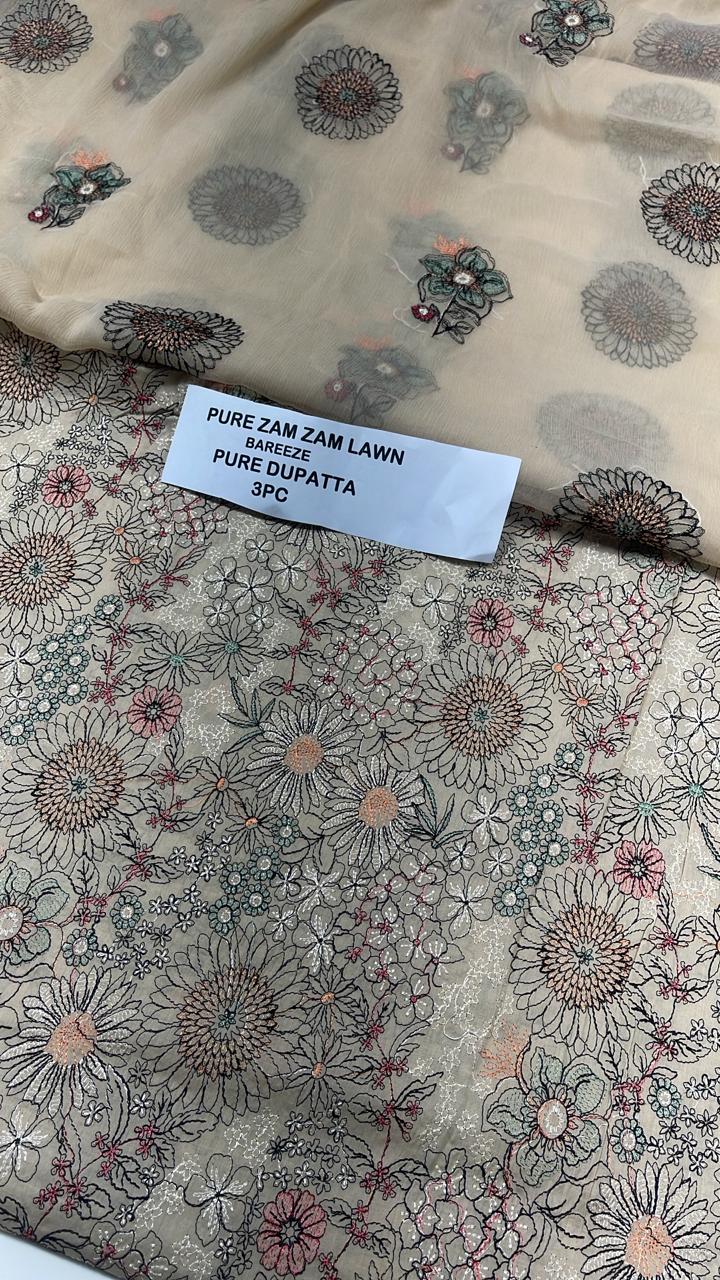 PURE ZAM ZAM LAWN
BAREEZE
PURE DUPATTA
3PC